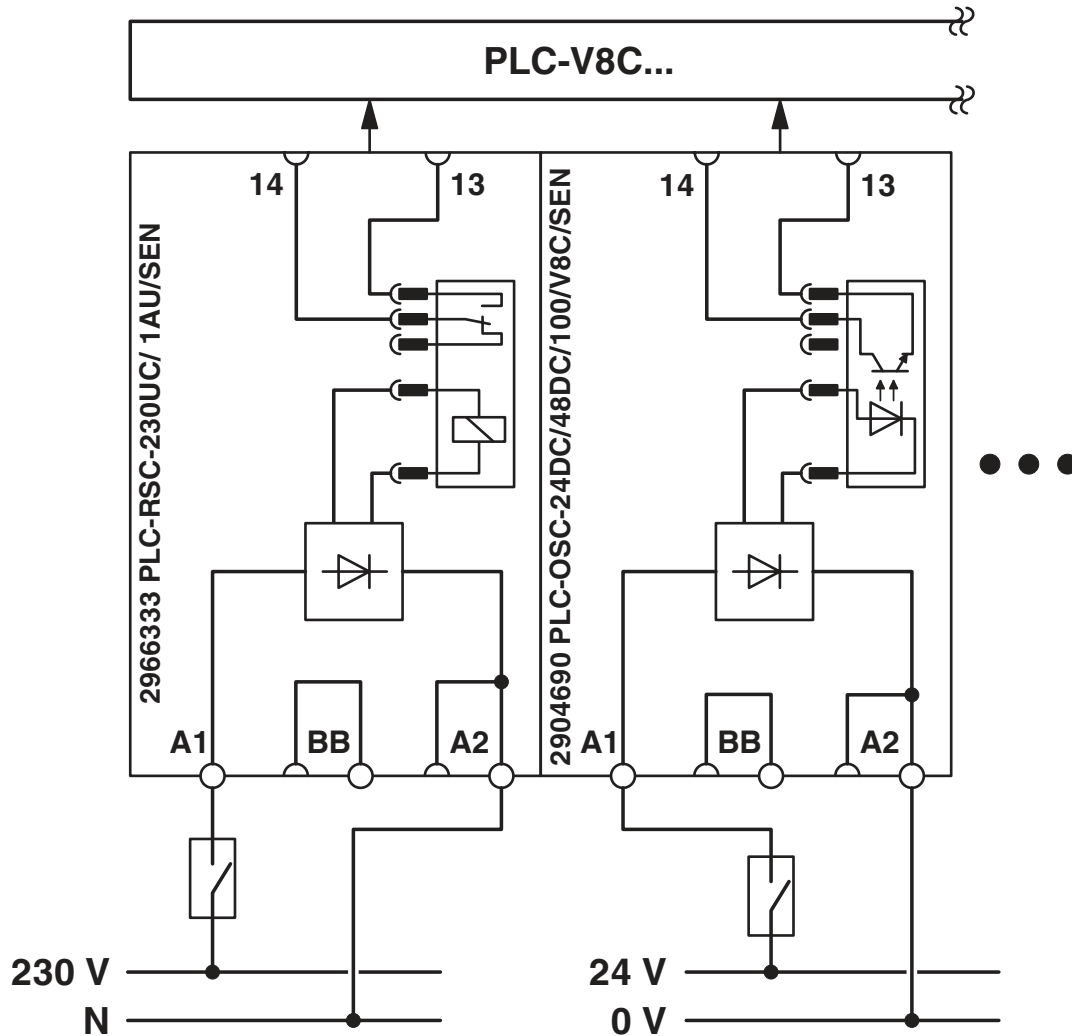 PLC-V8C...
14
13
14
13
2966333 PLC-RSC-230UC/ 1AU/SEN
2904690 PLC-OSC-24DC/48DC/100/V8C/SEN
A1
BB
A2
A1
BB
A2
230 V
24 V
N
0 V